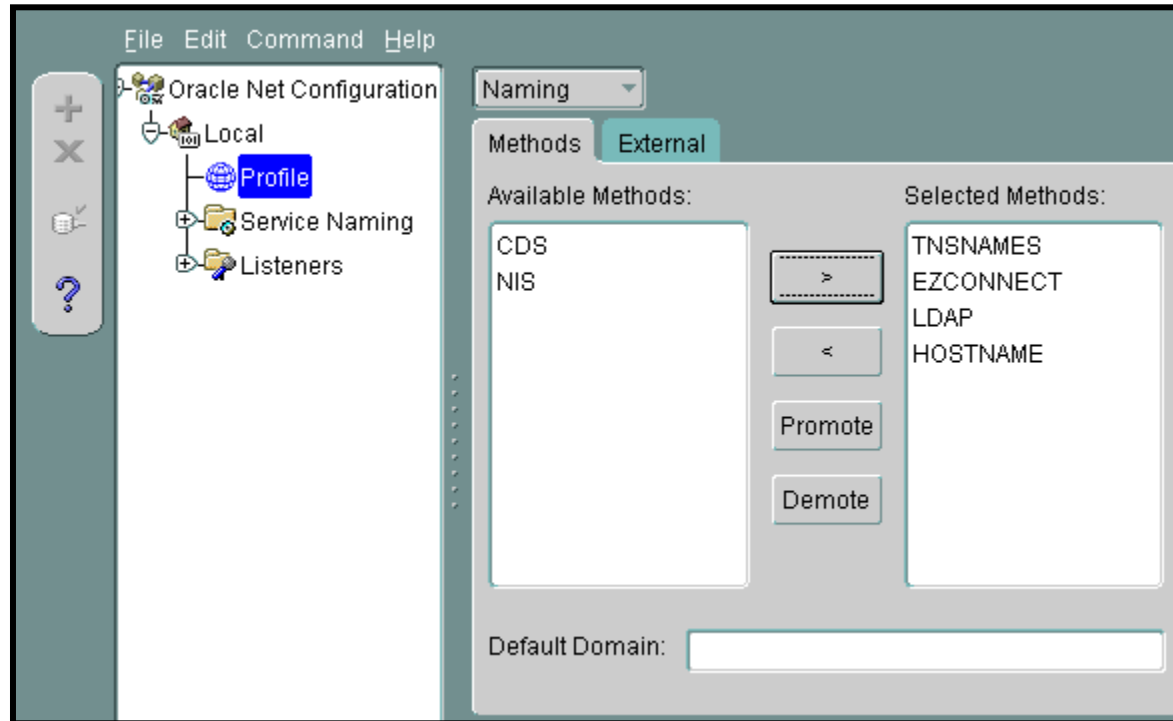 File Edit Command Help
Oracle Net Configuration
Local
Profile
Service Naming
Listeners
Naming
Methods External
Available Methods:
CDS
NIS
>
<
Promote
Demote
Selected Methods:
TNSNAMES
EZCONNECT
LDAP
HOSTNAME
Default Domain: